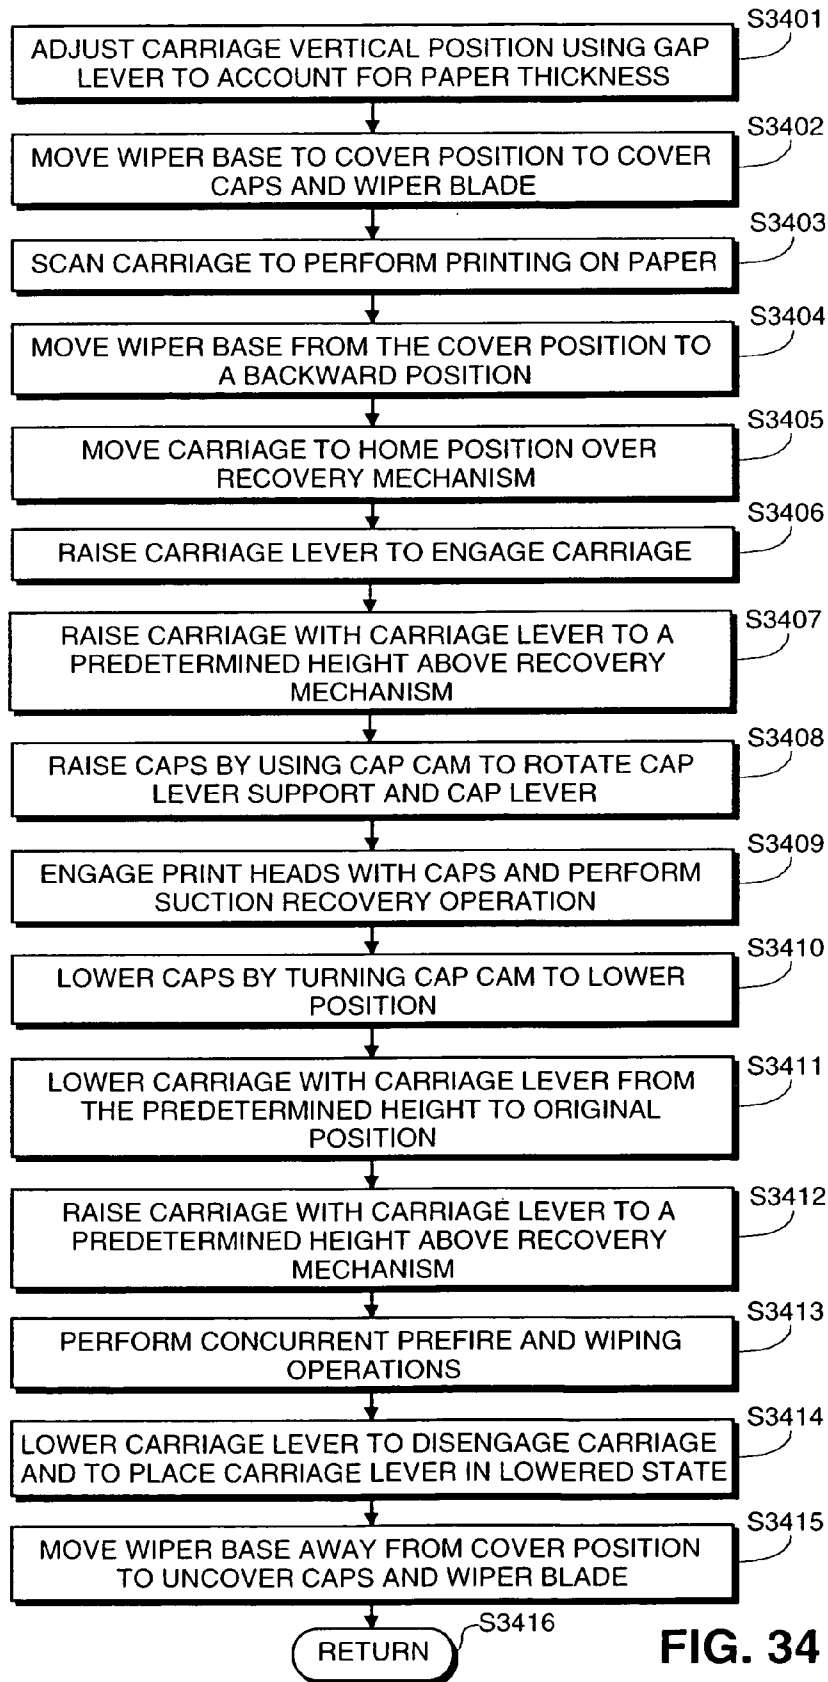 S3401
ADJUST CARRIAGE VERTICAL POSITION USING GAP
LEVER TO ACCOUNT FOR PAPER THICKNESS
S3402
MOVE WIPER BASE TO COVER POSITION TO COVER
CAPS AND WIPER BLADE
S3403
SCAN CARRIAGE TO PERFORM PRINTING ON PAPER
S3404
MOVE WIPER BASE FROM THE COVER POSITION TO
A BACKWARD POSITION
S3405
MOVE CARRIAGE TO HOME POSITION OVER
RECOVERY MECHANISM
S3406
RAISE CARRIAGE LEVER TO ENGAGE CARRIAGE
S3407
RAISE CARRIAGE WITH CARRIAGE LEVER TO A
PREDETERMINED HEIGHT ABOVE RECOVERY
MECHANISM
S3408
RAISE CAPS BY USING CAP CAM TO ROTATE CAP
LEVER SUPPORT AND CAP LEVER
S3409
ENGAGE PRINT HEADS WITH CAPS AND PERFORM
SUCTION RECOVERY OPERATION
S3410
LOWER CAPS BY TURNING CAP CAM TO LOWER
POSITION
S3411
LOWER CARRIAGE WITH CARRIAGE LEVER FROM
THE PREDETERMINED HEIGHT TO ORIGINAL
POSITION
S3412
RAISE CARRIAGE WITH CARRIAGE LEVER TO A
PREDETERMINED HEIGHT ABOVE RECOVERY
MECHANISM
S3413
PERFORM CONCURRENT PREFIRE AND WIPING
OPERATIONS
S3414
LOWER CARRIAGE LEVER TO DISENGAGE CARRIAGE
AND TO PLACE CARRIAGE LEVER IN LOWERED STATE
S3415
MOVE WIPER BASE AWAY FROM COVER POSITION
TO UNCOVER CAPS AND WIPER BLADE
S3416
RETURN
FIG. 34